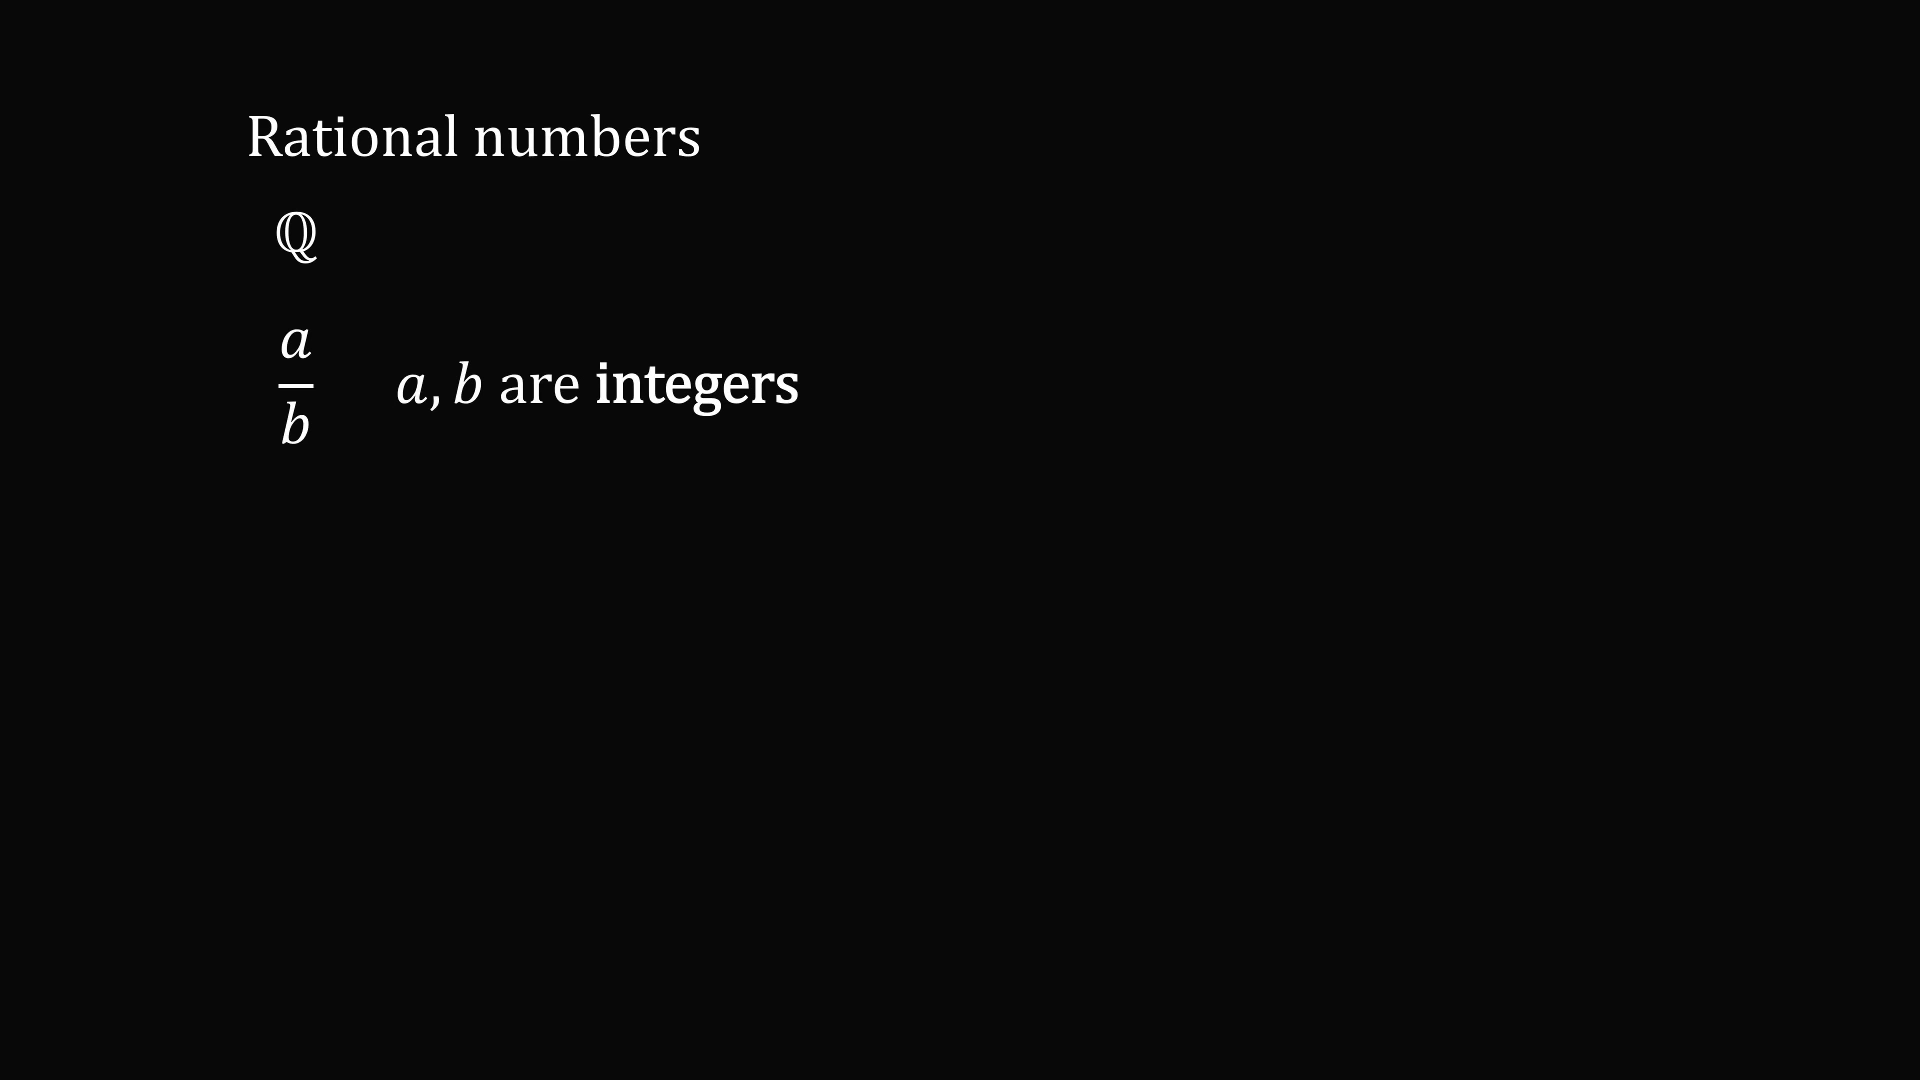 Rational numbers
ℚ
a/b a, b are integers